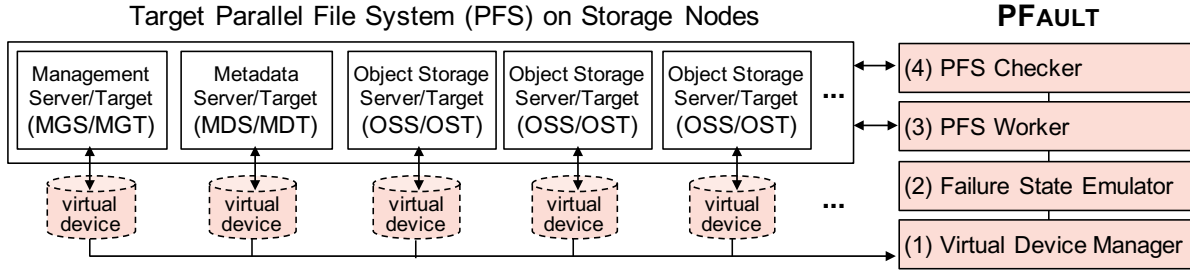 Target Parallel File System (PFS) on Storage Nodes
PFAULT
Management
Server/Target
(MGS/MGT)
Metadata
Server/Target
(MDS/MDT)
Object Storage
Server/Target
(OSS/OST)
Object Storage
Server/Target
(OSS/OST)
Object Storage
Server/Target
(OSS/OST)
...
(4) PFS Checker
(3) PFS Worker
(2) Failure State Emulator
(1) Virtual Device Manager
virtual
device
virtual
device
virtual
device
virtual
device
virtual
device
...